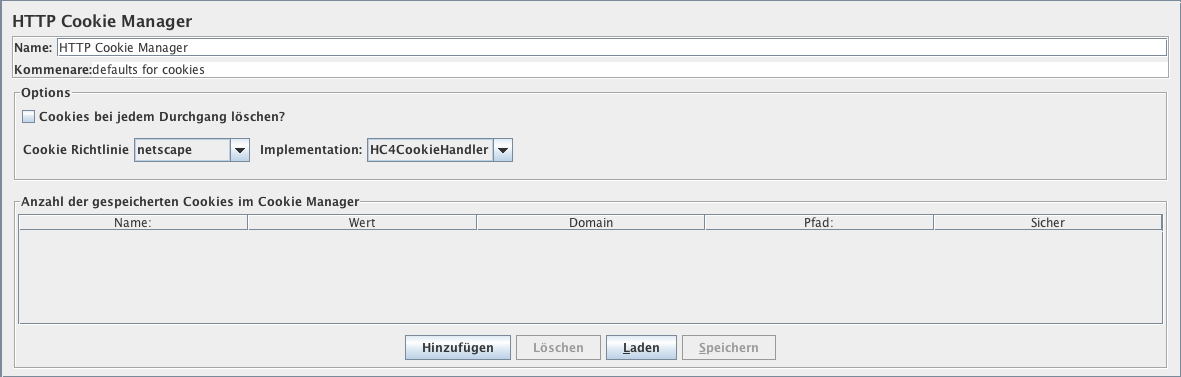 HTTP Cookie Manager
Name: HTTP Cookie Manager
Kommenare:defaults for cookies
Options
Cookies bei jedem Durchgang löschen?
Cookie Richtlinie netscape Implementation: HC4CookieHandler
Anzahl der gespeicherten Cookies im Cookie Manager
Name: Wert Domain Pfad: Sicher
Hinzufügen Löschen Laden Speichern